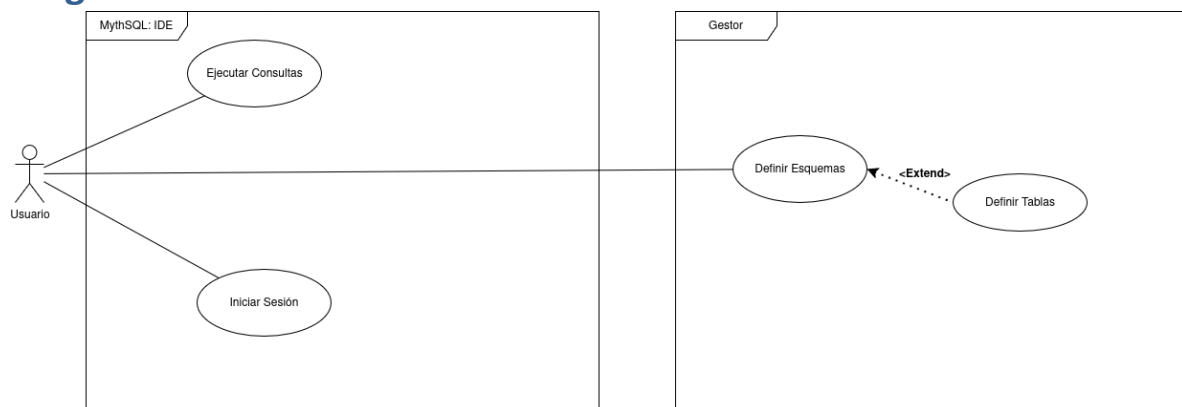 MythSQL: IDE
Gestor
Ejecutar Consultas
Definir Esquemas
<Extend>
Definir Tablas
Usuario
Iniciar Sesión